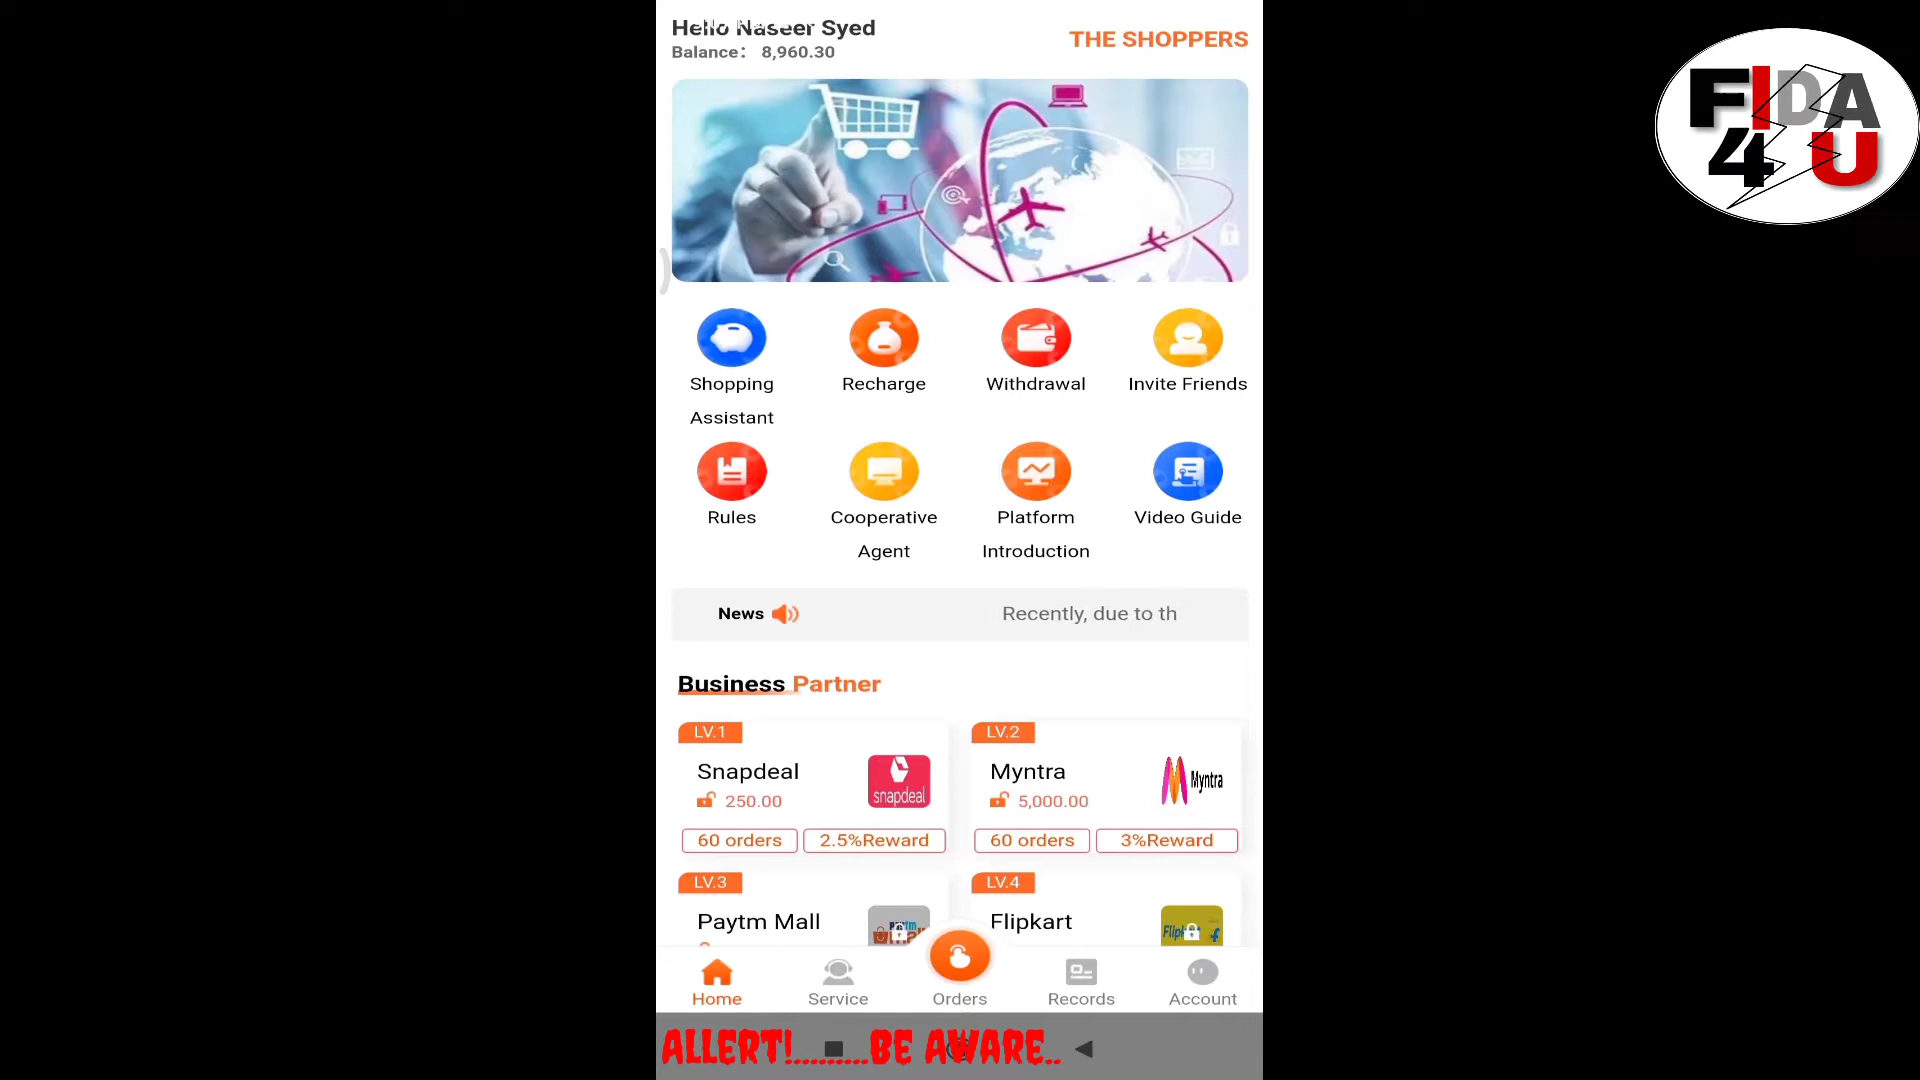 Hello Naseer Syed
Balance: 8,960.30
THE SHOPPERS
FIDA
4 U
Shopping Assistant
Recharge
Withdrawal
Invite Friends
Rules
Cooperative Agent
Platform Introduction
Video Guide
News
Recently, due to th
Business Partner
LV.1
Snapdeal
250.00
snapdeal
60 orders
2.5%Reward
LV.2
Myntra
5,000.00
Myntra
60 orders
3%Reward
LV.3
Paytm Mall
LV.4
Flipkart
Home
Service
Orders
Records
Account
ALLERT!..........BE AWARE..